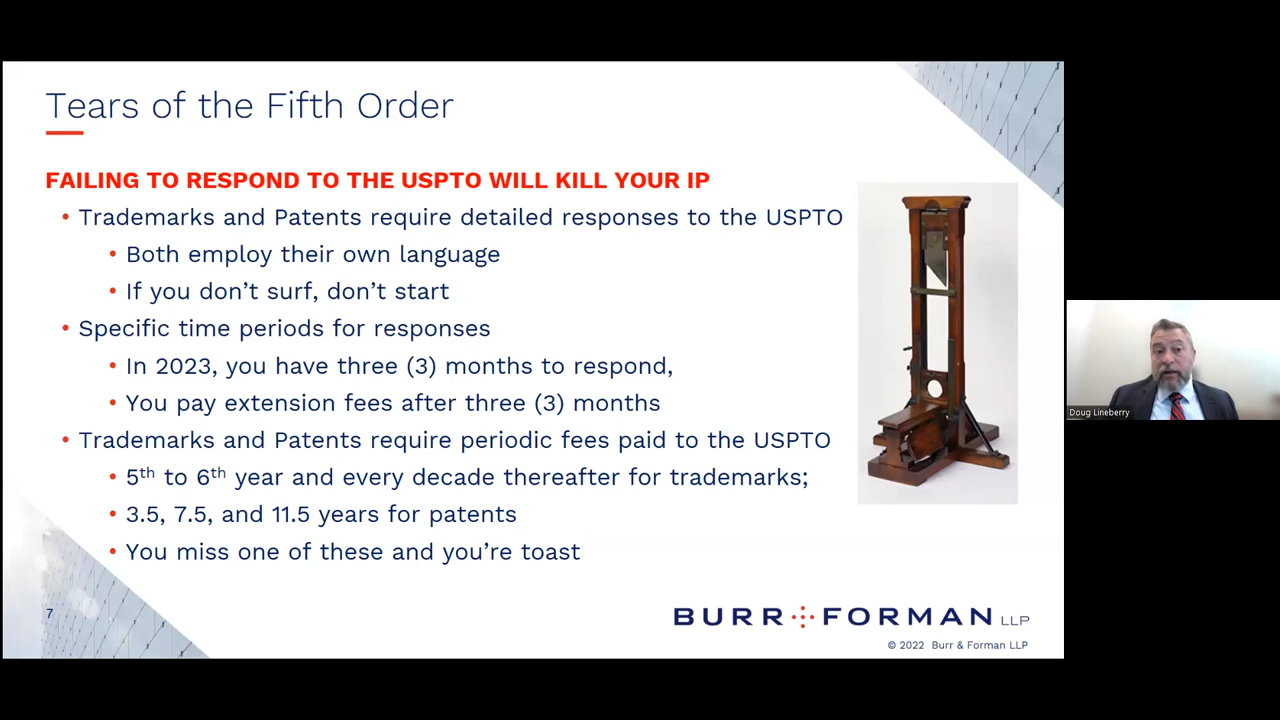 Tears of the Fifth Order
FAILING TO RESPOND TO THE USPTO WILL KILL YOUR IP
• Trademarks and Patents require detailed responses to the USPTO
• Both employ their own language
• If you don’t surf, don’t start
• Specific time periods for responses
• In 2023, you have three (3) months to respond,
• You pay extension fees after three (3) months
• Trademarks and Patents require periodic fees paid to the USPTO
• 5th to 6th year and every decade thereafter for trademarks;
• 3.5, 7.5, and 11.5 years for patents
• You miss one of these and you’re toast
7
BURR FORMAN LLP
© 2022 Burr & Forman LLP
Doug Lineberry